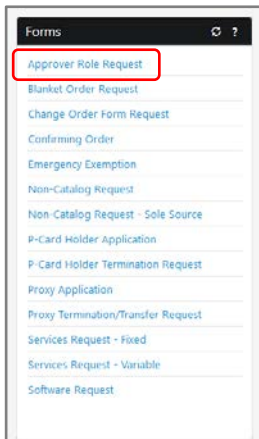 Forms ?
Approver Role Request
Blanket Order Request
Change Order Form Request
Confirming Order
Emergency Exemption
Non-Catalog Request
Non-Catalog Request - Sole Source
P-Card Holder Application
P-Card Holder Termination Request
Proxy Application
Proxy Termination/Transfer Request
Services Request - Fixed
Services Request - Variable
Software Request